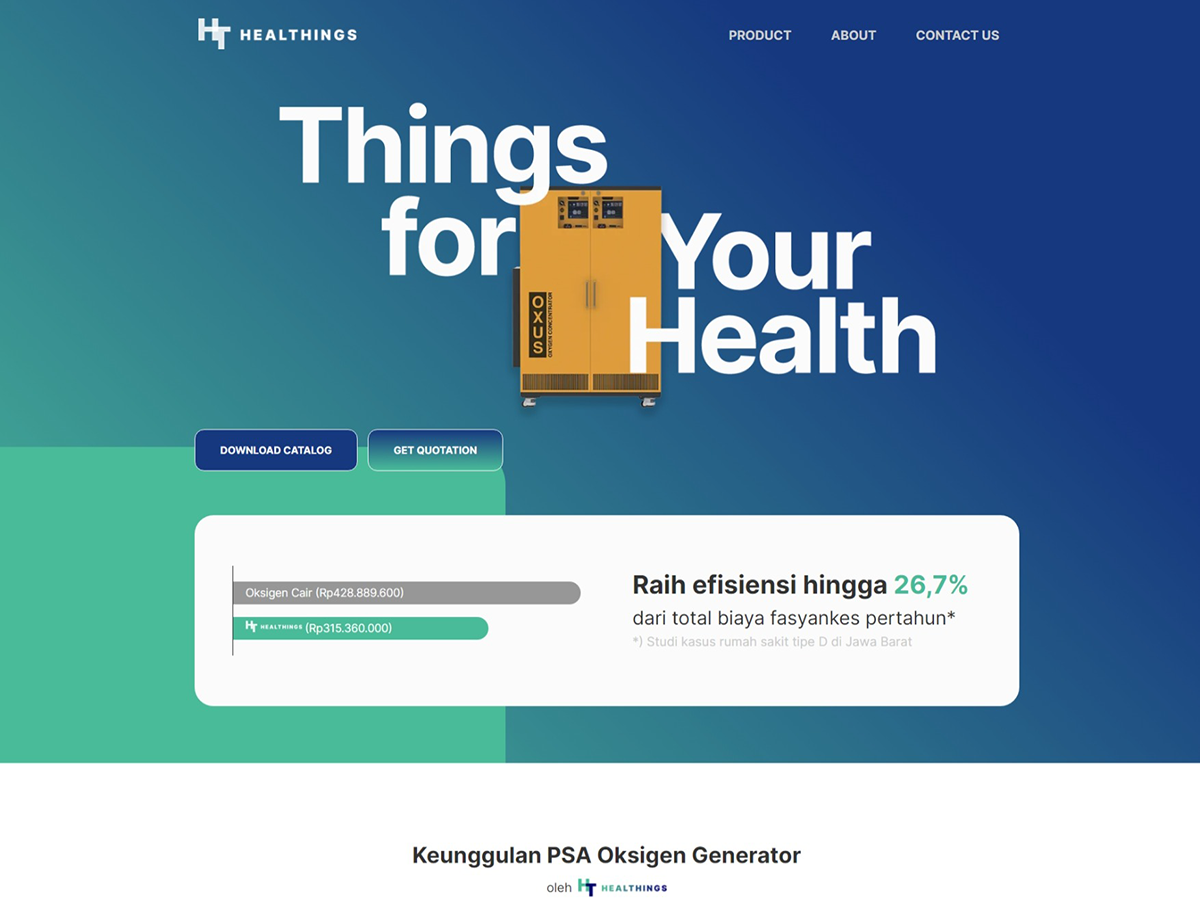 HT HEALTHINGS
PRODUCT ABOUT CONTACT US
Things
for Your
Health
OXUS
OXYGEN CONCENTRATOR
DOWNLOAD CATALOG GET QUOTATION
Oksigen Cair (Rp428.889.600)
HT HEALTHINGS (Rp315.360.000)
Raih efisiensi hingga 26,7%
dari total biaya fasyankes pertahun*
*) Studi kasus rumah sakit tipe D di Jawa Barat
Keunggulan PSA Oksigen Generator
oleh HT HEALTHINGS